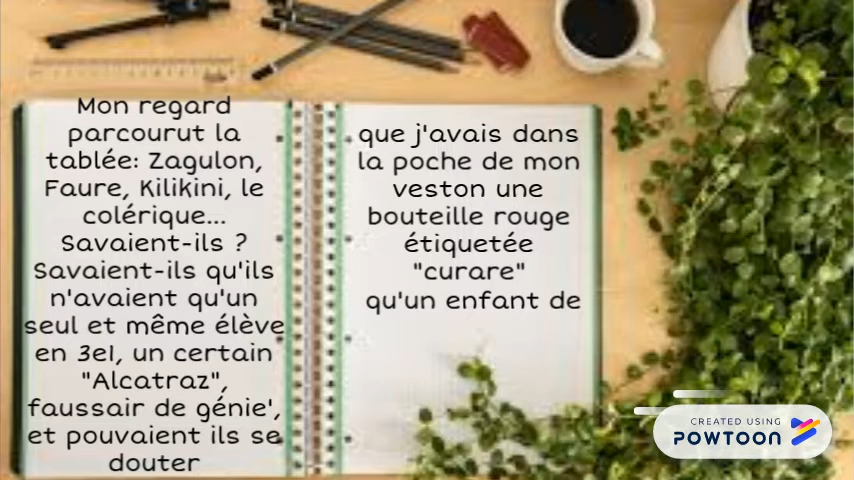 Mon regard
parcourut la
tablée: Zagulon,
Faure, Kilikini, le
colérique...
Savaient-ils ?
Savaient-ils qu'ils
n'avaient qu'un
seul et même élève
en 3eI, un certain
"Alcatraz",
faussair de génie',
et pouvaient ils se
douter
que j'avais dans
la poche de mon
veston une
bouteille rouge
étiquetée
"curare"
qu'un enfant de
CREATED USING
POWTOON